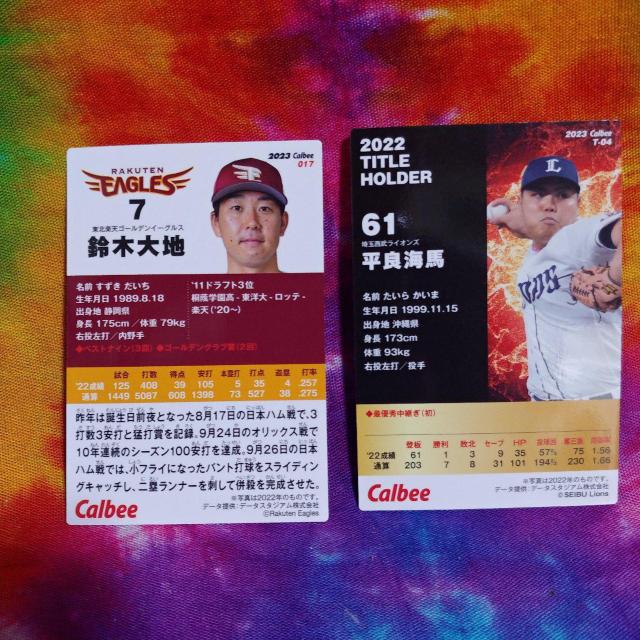 2023 Calbee
017
RAKUTEN
EAGLES
7
東北楽天ゴールデンイーグルス
鈴木大地
名前 すずき だいち
生年月日 1989.8.18
出身地 静岡県
身長 175cm/体重 79kg
右投左打/内野手
'11ドラフト3位
桐蔭学園高-東洋大-ロッテ-
楽天('20~)
◆ベストナイン(3回) ◆ゴールデングラブ賞(2回)
試合 打数 得点 安打 本塁打 打点 盗塁 打率
'22成績 125 408 39 105 5 35 4 .257
通算 1449 5087 608 1398 73 527 38 .275
昨年は誕生日前夜となった8月17日の日本ハム戦で、3
打数3安打と猛打賞を記録。9月24日のオリックス戦で
10年連続のシーズン100安打を達成。9月26日の日本
ハム戦では、小フライになったバント打球をスライディン
グキャッチし、二塁ランナーを刺して併殺を完成させた。
Calbee
※写真は2022年のものです。
データ提供:データスタジアム株式会社
©Rakuten Eagles
2023 Calbee
T-04
2022
TITLE
HOLDER
61
埼玉西武ライオンズ
平良海馬
名前 たいら かいま
生年月日 1999.11.15
出身地 沖縄県
身長 173cm
体重 93kg
右投左打/投手
◆最優秀中継ぎ(初)
登板 勝利 敗北 セーブ HP 投球回 奪三振 防御率
'22成績 61 1 3 9 35 57⅔ 75 1.56
通算 203 7 8 31 101 194⅔ 230 1.66
Calbee
※写真は2022年のものです。
データ提供:データスタジアム株式会社
©SEIBU Lions